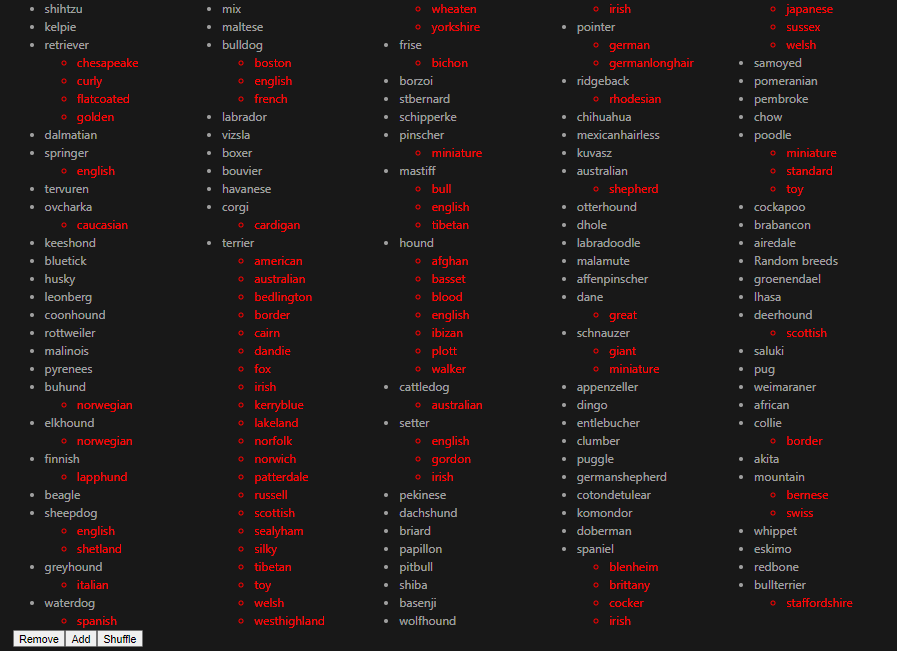 shihtzu
kelpie
retriever
chesapeake
curly
flatcoated
golden
dalmatian
springer
english
tervuren
ovcharka
caucasian
keeshond
bluetick
husky
leonberg
coonhound
rottweiler
malinois
pyrenees
buhund
norwegian
elkhound
norwegian
finnish
lapphund
beagle
sheepdog
english
shetland
greyhound
italian
waterdog
spanish
mix
maltese
bulldog
boston
english
french
labrador
vizsla
boxer
bouvier
havanese
corgi
cardigan
terrier
american
australian
bedlington
border
cairn
dandie
fox
irish
kerryblue
lakeland
norfolk
norwich
patterdale
russell
scottish
sealyham
silky
tibetan
toy
welsh
westhighland
wheaten
yorkshire
frise
bichon
borzoi
stbernard
schipperke
pinscher
miniature
mastiff
bull
english
tibetan
hound
afghan
basset
blood
english
ibizan
plott
walker
cattledog
australian
setter
english
gordon
irish
pekinese
dachshund
briard
papillon
pitbull
shiba
basenji
wolfhound
irish
pointer
german
germanlonghair
ridgeback
rhodesian
chihuahua
mexicanhairless
kuvasz
australian
shepherd
otterhound
dhole
labradoodle
malamute
affenpinscher
dane
great
schnauzer
giant
miniature
appenzeller
dingo
entlebucher
clumber
puggle
germanshepherd
cotondetulear
komondor
doberman
spaniel
blenheim
brittany
cocker
irish
japanese
sussex
welsh
samoyed
pomeranian
pembroke
chow
poodle
miniature
standard
toy
cockapoo
brabancon
airedale
Random breeds
groenendael
lhasa
deerhound
scottish
saluki
pug
weimaraner
african
collie
border
akita
mountain
bernese
swiss
whippet
eskimo
redbone
bullterrier
staffordshire
Remove Add Shuffle